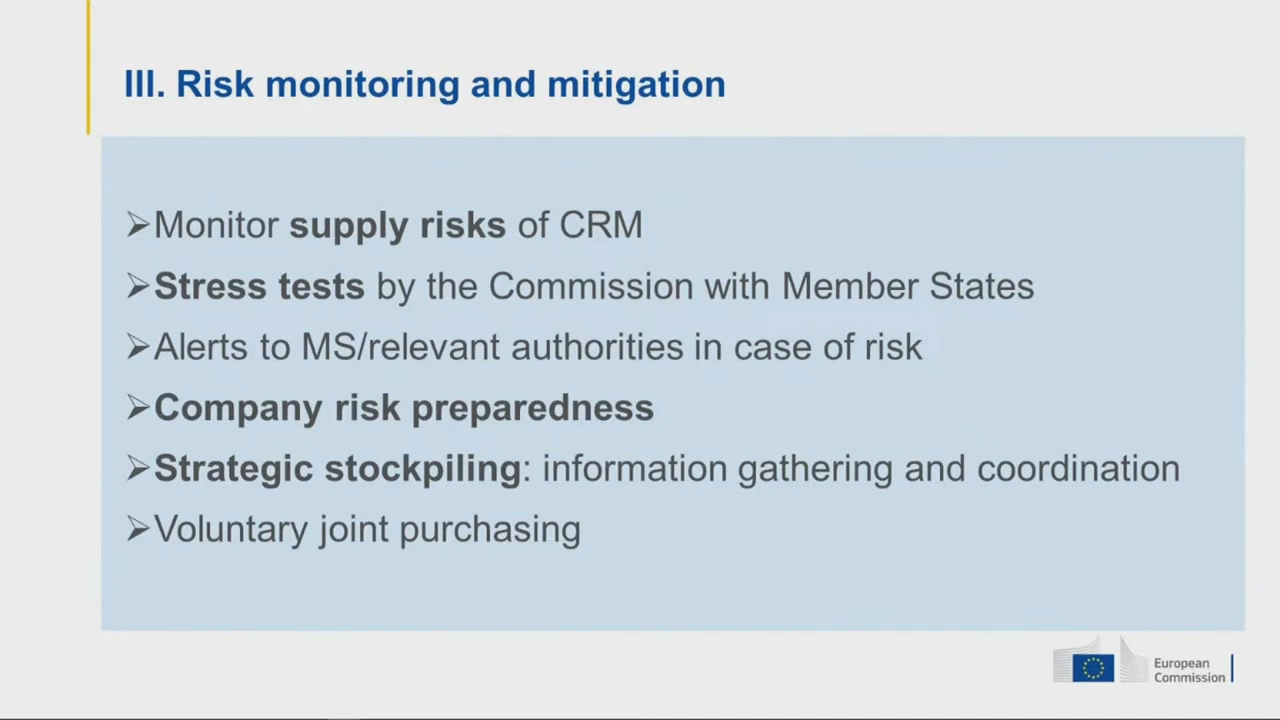 III. Risk monitoring and mitigation
➢Monitor supply risks of CRM
➢Stress tests by the Commission with Member States
➢Alerts to MS/relevant authorities in case of risk
➢Company risk preparedness
➢Strategic stockpiling: information gathering and coordination
➢Voluntary joint purchasing
European
Commission